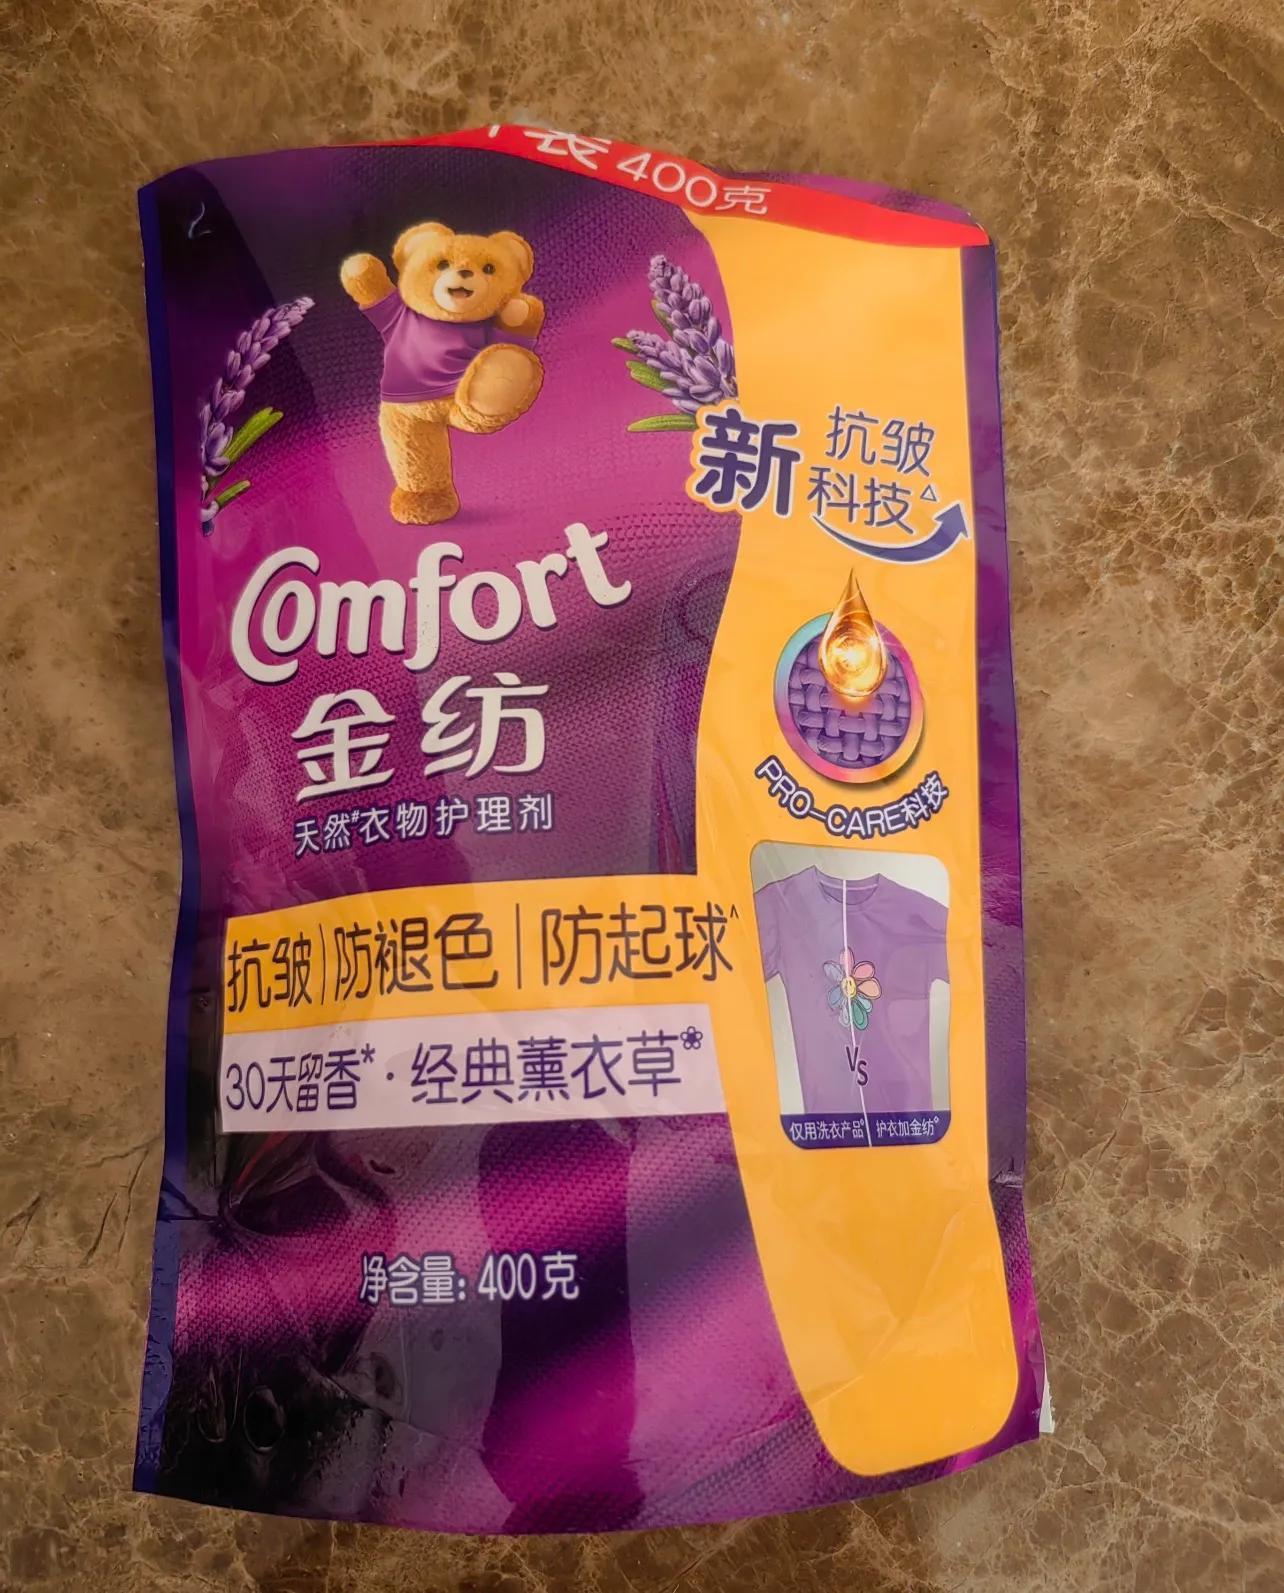 装 400克
新 抗皱
科技△
Comfort
金纺
天然#衣物护理剂
PRO-CARE科技
抗皱|防褪色|防起球^
30天留香*·经典薰衣草❀
VS
仅用洗衣产品 护衣加金纺
净含量: 400克